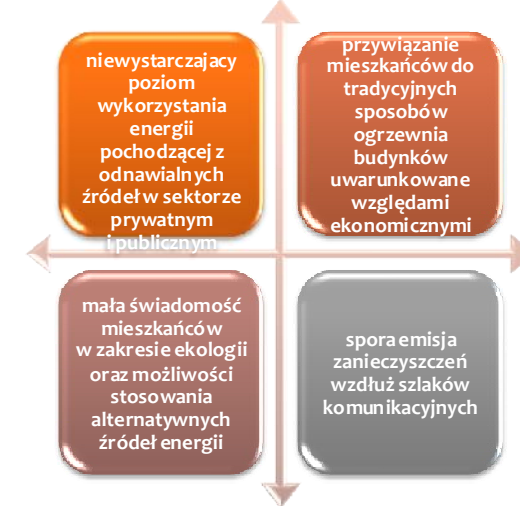 niewystarczajacy
poziom
wykorzystania
energii
pochodzącej z
odnawialnych
źródeł w sektorze
prywatnym
i publicznym
przywiązanie
mieszkańców do
tradycyjnych
sposobów
ogrzewnia
budynków
uwarunkowane
względami
ekonomicznymi
mała świadomość
mieszkańców
w zakresie ekologii
oraz możliwości
stosowania
alternatywnych
źródeł energii
spora emisja
zanieczyszczeń
wzdłuż szlaków
komunikacyjnych